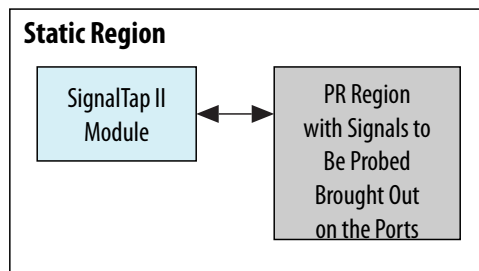 Static Region
SignalTap II
Module
PR Region
with Signals to
Be Probed
Brought Out
on the Ports